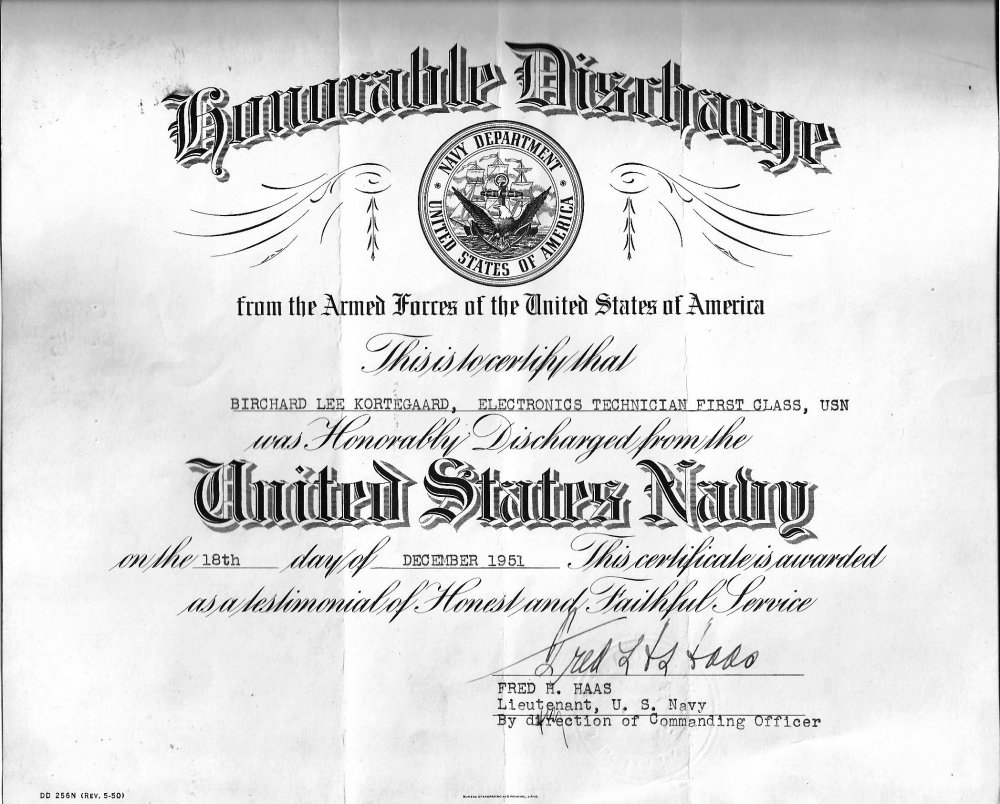 Honorable Discharge
NAVY DEPARTMENT
UNITED STATES OF AMERICA
from the Armed Forces of the United States of America
This is to certify that
BIRCHARD LEE KORTEGAARD, ELECTRONICS TECHNICIAN FIRST CLASS, USN
was Honorably Discharged from the
United States Navy
on the 18th day of DECEMBER 1951 This certificate is awarded
as a testimonial of Honest and Faithful Service
FRED H. HAAS
Lieutenant, U. S. Navy
By direction of Commanding Officer
DD 256N (REV. 5-50)